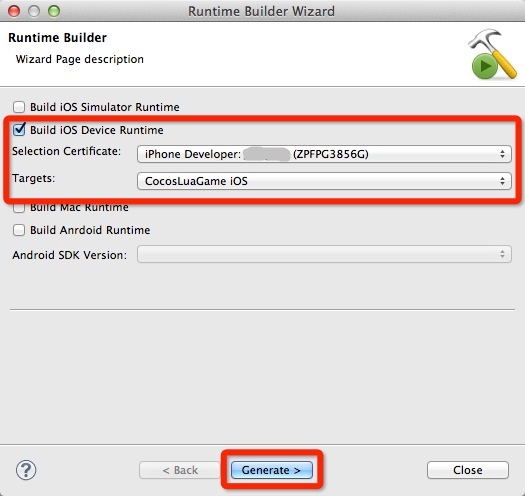 Runtime Builder Wizard
Runtime Builder
Wizard Page description
Build iOS Simulator Runtime
Build iOS Device Runtime
Selection Certificate: iPhone Developer: (ZPFPG3856G)
Targets: CocosLuaGame iOS
Build Mac Runtime
Build Anrdoid Runtime
Android SDK Version:
?
< Back Generate > Close